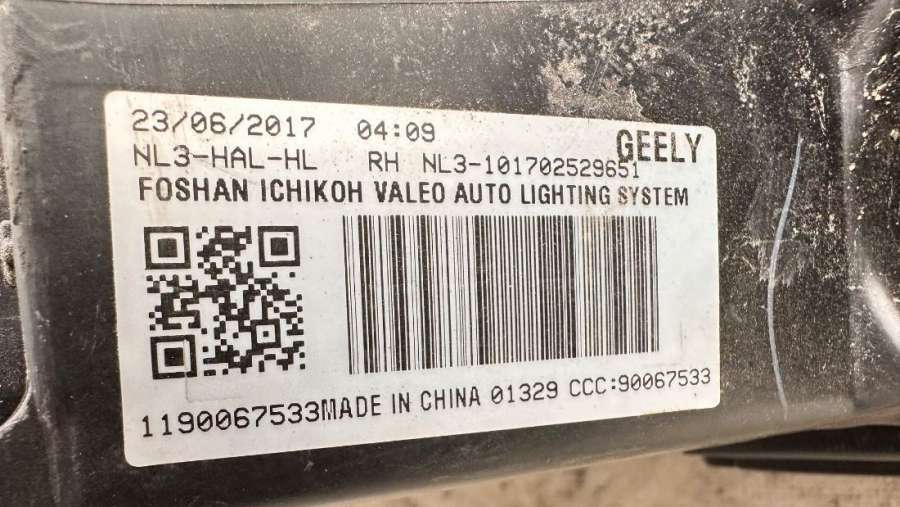 23/06/2017 04:09
GEELY
NL3-HAL-HL RH NL3-101702529651
FOSHAN ICHIKOH VALEO AUTO LIGHTING SYSTEM
1190067533MADE IN CHINA 01329 CCC:90067533